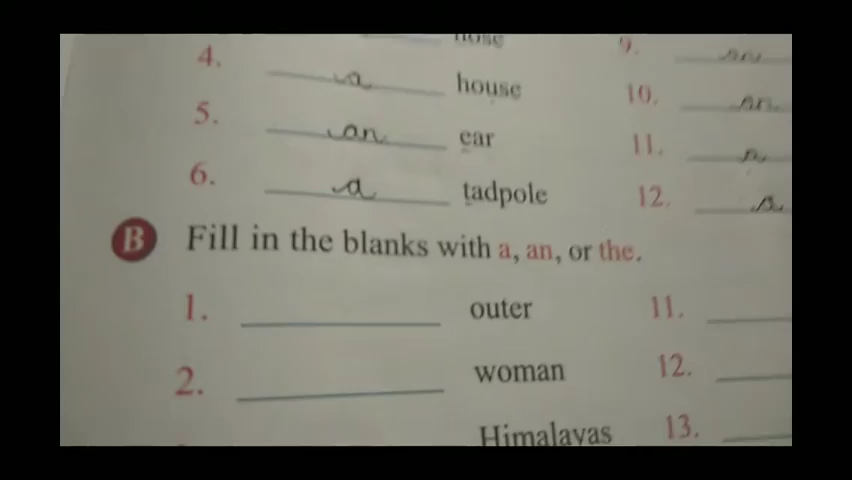 nose 9. an
4. a house 10. an
5. an ear 11. a
6. a tadpole 12. a
B Fill in the blanks with a, an, or the.
1. outer 11.
2. woman 12.
Himalayas 13.